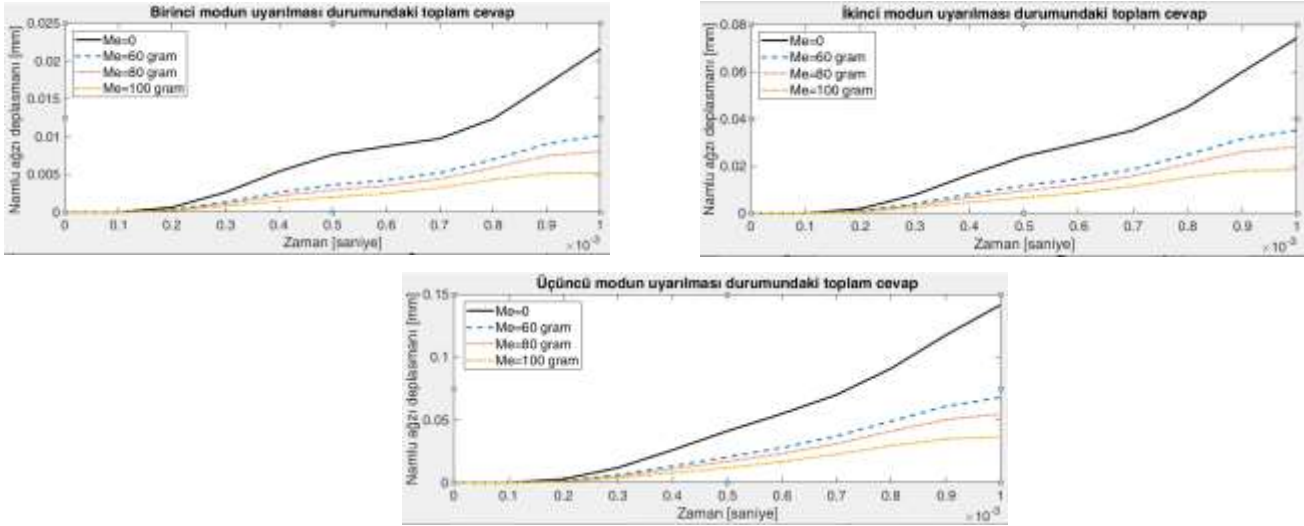 Birinci modun uyarılması durumundaki toplam cevap
Namlu ağzı deplasmanı [mm]
0.025
0.02
0.015
0.01
0.005
0
Me=0
Me=60 gram
Me=80 gram
Me=100 gram
0 0.1 0.2 0.3 0.4 0.5 0.6 0.7 0.8 0.9 1
Zaman [saniye]
×10-3
İkinci modun uyarılması durumundaki toplam cevap
Namlu ağzı deplasmanı [mm]
0.08
0.06
0.04
0.02
0
Me=0
Me=60 gram
Me=80 gram
Me=100 gram
0 0.1 0.2 0.3 0.4 0.5 0.6 0.7 0.8 0.9 1
Zaman [saniye]
×10-3
Üçüncü modun uyarılması durumundaki toplam cevap
Namlu ağzı deplasmanı [mm]
0.15
0.1
0.05
0
Me=0
Me=60 gram
Me=80 gram
Me=100 gram
0 0.1 0.2 0.3 0.4 0.5 0.6 0.7 0.8 0.9 1
Zaman [saniye]
×10-3